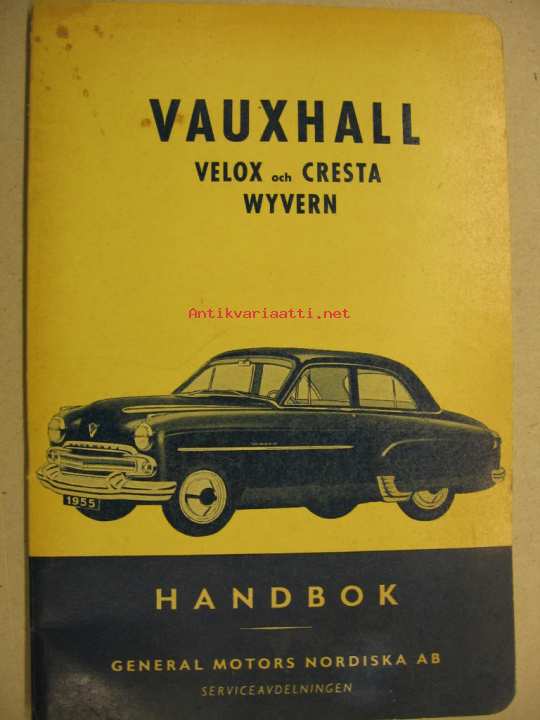 VAUXHALL
VELOX och CRESTA
WYVERN
Antikvariaatti.net
1955
HANDBOK
GENERAL MOTORS NORDISKA AB
SERVICEAVDELNINGEN